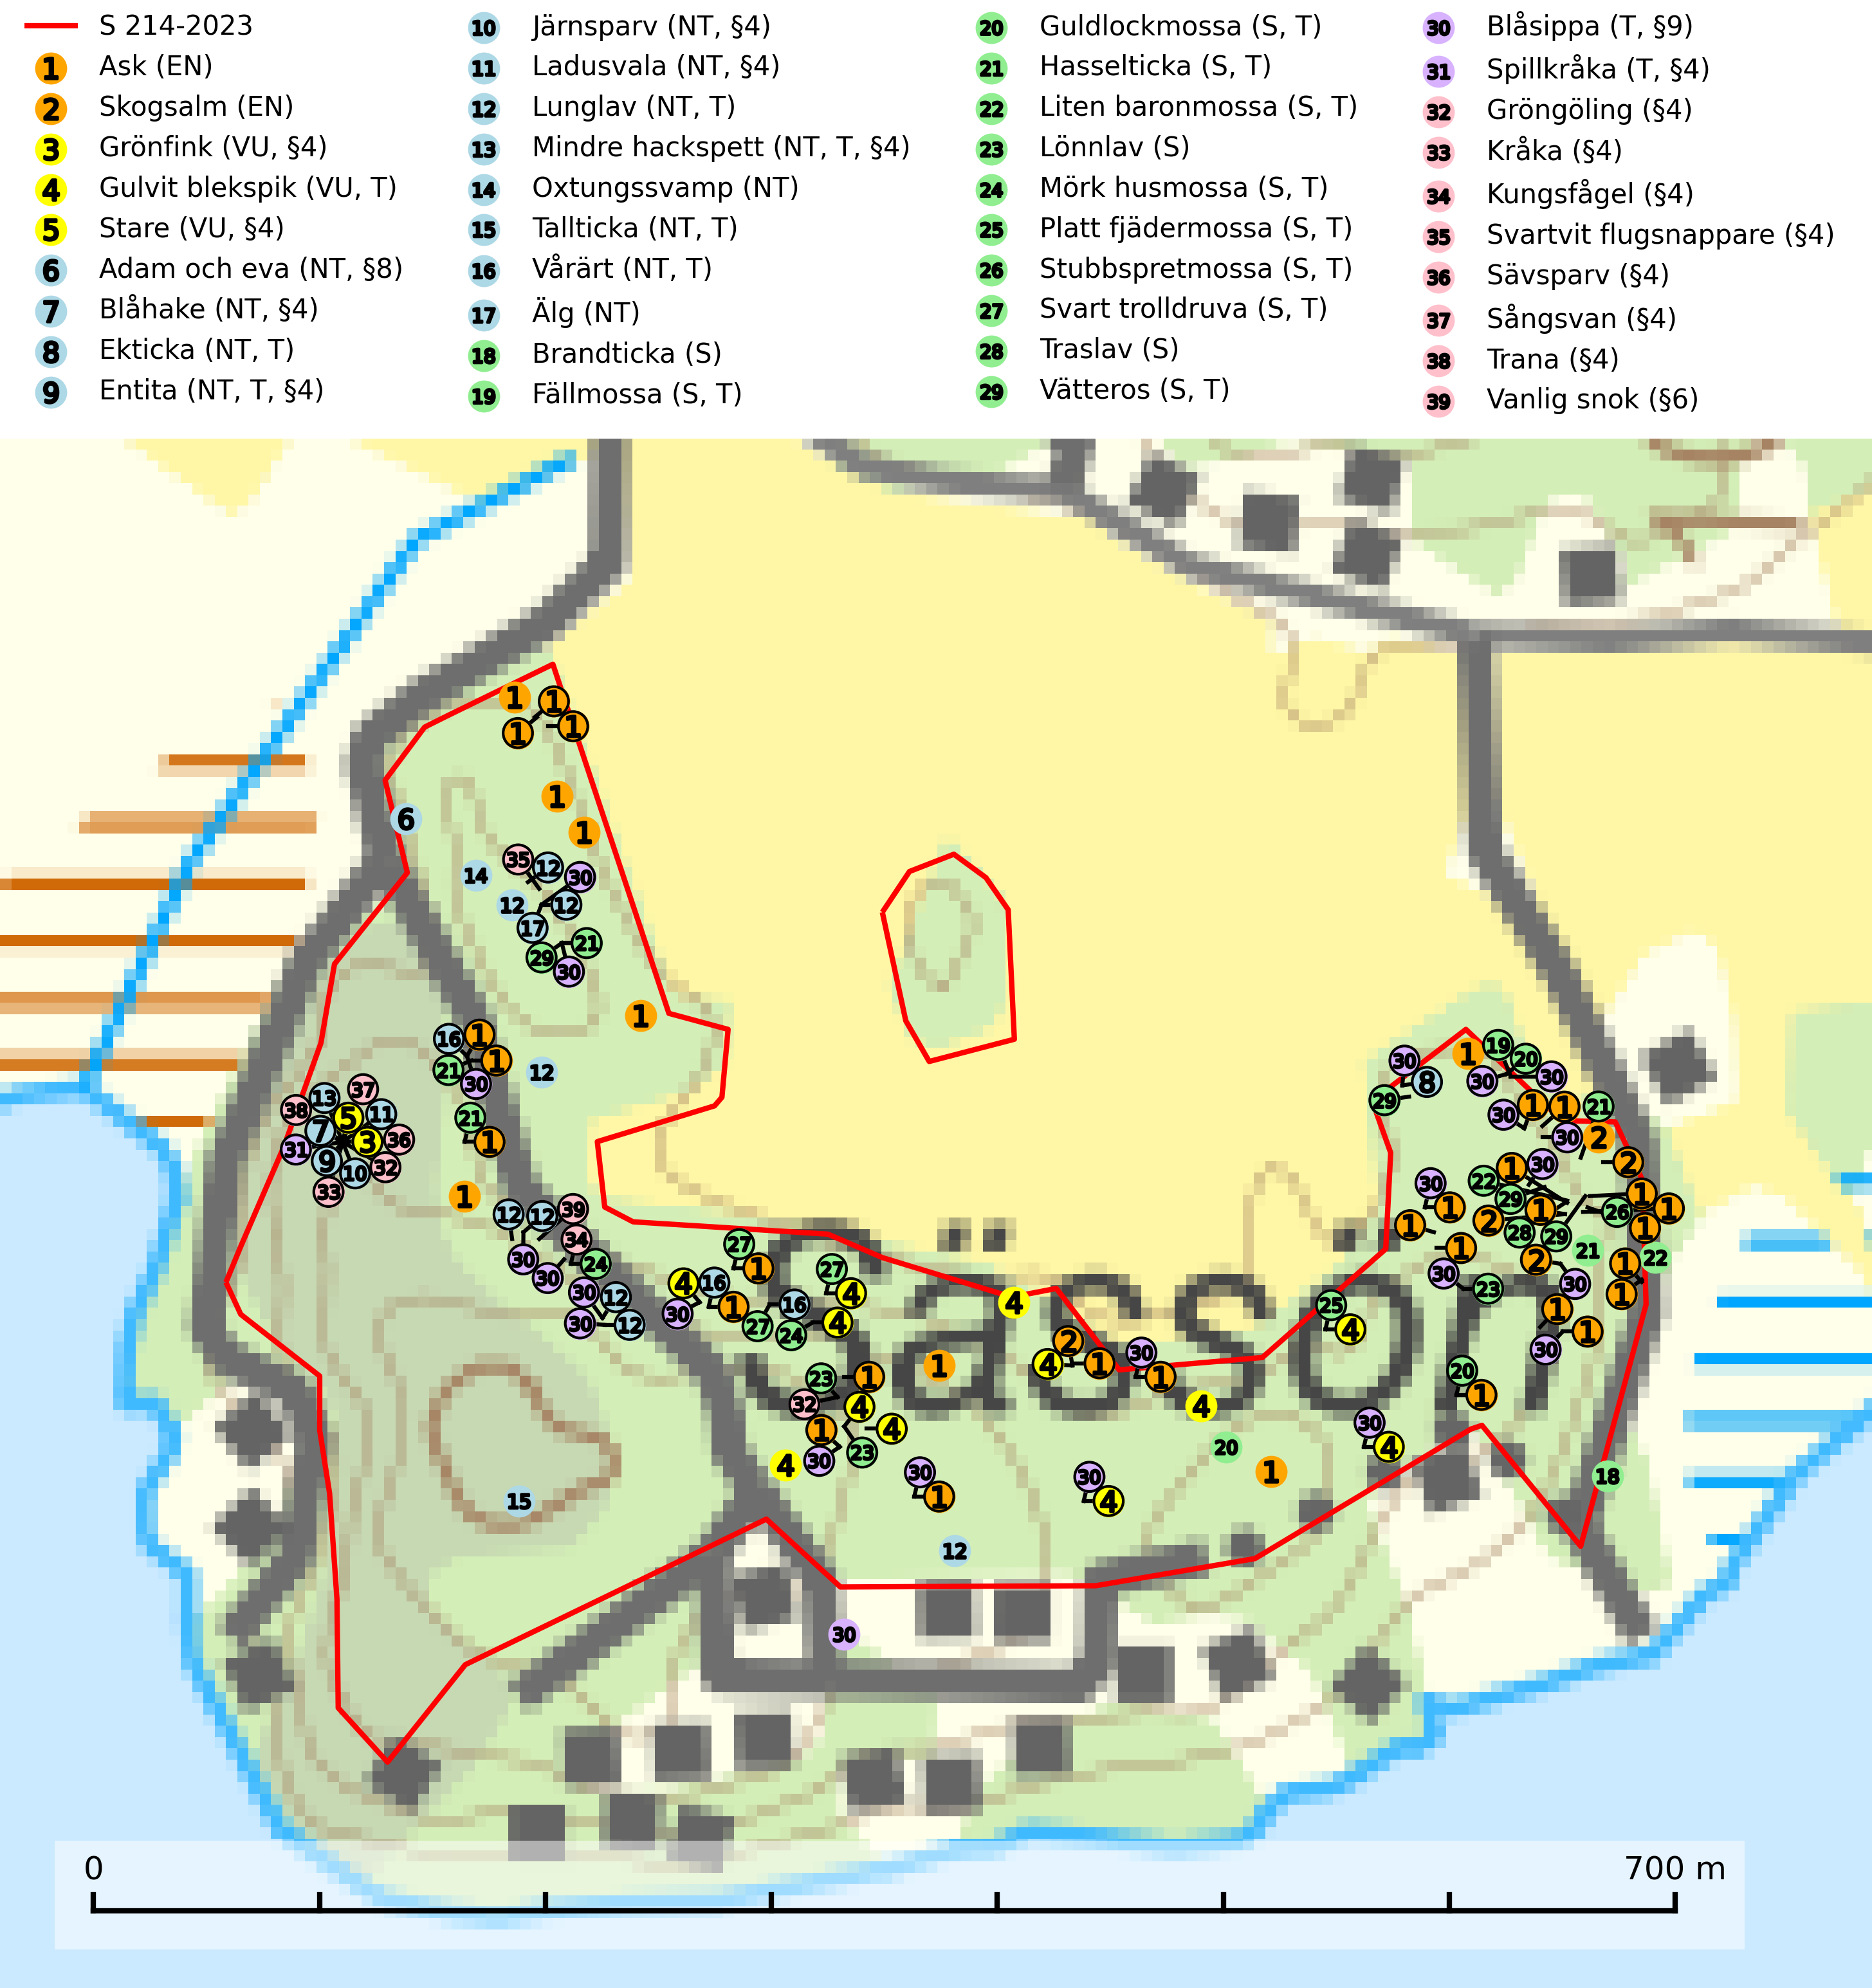 S 214-2023
1 Ask (EN)
2 Skogsalm (EN)
3 Grönfink (VU, §4)
4 Gulvit blekspik (VU, T)
5 Stare (VU, §4)
6 Adam och eva (NT, §8)
7 Blåhake (NT, §4)
8 Ekticka (NT, T)
9 Entita (NT, T, §4)
10 Järnsparv (NT, §4)
11 Ladusvala (NT, §4)
12 Lunglav (NT, T)
13 Mindre hackspett (NT, T, §4)
14 Oxtungssvamp (NT)
15 Tallticka (NT, T)
16 Vårärt (NT, T)
17 Älg (NT)
18 Brandticka (S)
19 Fällmossa (S, T)
20 Guldlockmossa (S, T)
21 Hasselticka (S, T)
22 Liten baronmossa (S, T)
23 Lönnlav (S)
24 Mörk husmossa (S, T)
25 Platt fjädermossa (S, T)
26 Stubbspretmossa (S, T)
27 Svart trolldruva (S, T)
28 Traslav (S)
29 Vätteros (S, T)
30 Blåsippa (T, §9)
31 Spillkråka (T, §4)
32 Gröngöling (§4)
33 Kråka (§4)
34 Kungsfågel (§4)
35 Svartvit flugsnappare (§4)
36 Sävsparv (§4)
37 Sångsvan (§4)
38 Trana (§4)
39 Vanlig snok (§6)
0 700 m